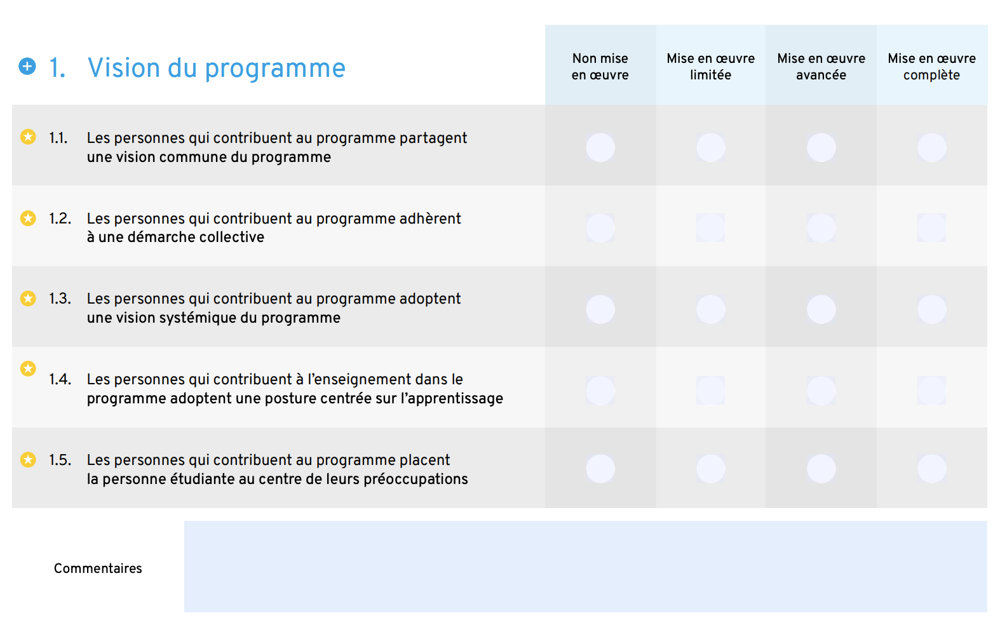 1. Vision du programme
Non mise
en œuvre
Mise en œuvre
limitée
Mise en œuvre
avancée
Mise en œuvre
complète
1.1. Les personnes qui contribuent au programme partagent
une vision commune du programme
1.2. Les personnes qui contribuent au programme adhèrent
à une démarche collective
1.3. Les personnes qui contribuent au programme adoptent
une vision systémique du programme
1.4. Les personnes qui contribuent à l’enseignement dans le
programme adoptent une posture centrée sur l’apprentissage
1.5. Les personnes qui contribuent au programme placent
la personne étudiante au centre de leurs préoccupations
Commentaires